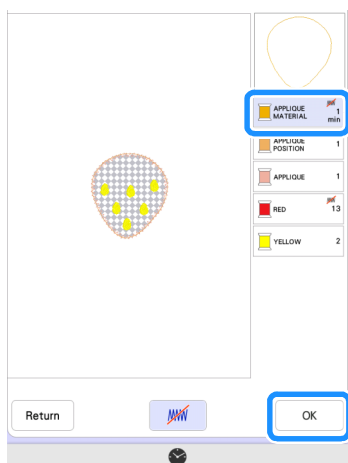 APPLIQUE
MATERIAL
1
min
APPLIQUE
POSITION
1
APPLIQUE
1
RED
13
YELLOW
2
Return
OK